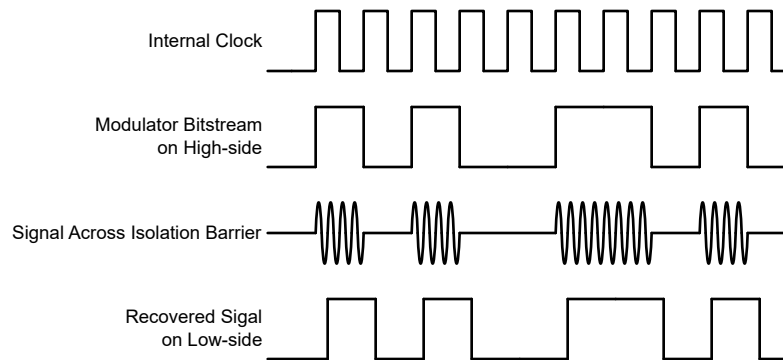 Internal Clock
Modulator Bitstream
on High-side
Signal Across Isolation Barrier
Recovered Sigal
on Low-side